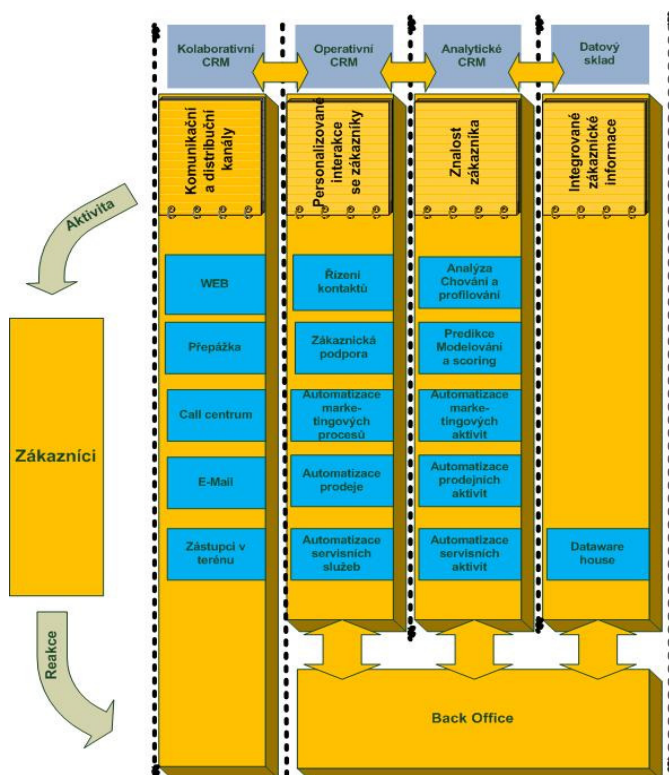 Kolaborativní
CRM
Operativní
CRM
Analytické
CRM
Datový
sklad
Komunikační
a distribuční
kanály
Personalizované
interakce
se zákazníky
Znalost
zákazníka
Integrované
zákaznické
informace
Aktivita
WEB
Řízení
kontaktů
Analýza
Chování a
profilování
Přepážka
Zákaznická
podpora
Predikce
Modelování
a scoring
Zákazníci
Call centrum
Automatizace
marke-
tingových
procesů
Automatizace
marke-
tingových
aktivit
E-Mail
Automatizace
prodeje
Automatizace
prodejních
aktivit
Zástupci v
terénu
Automatizace
servisních
služeb
Automatizace
servisních
aktivit
Dataware
house
Reakce
Back Office